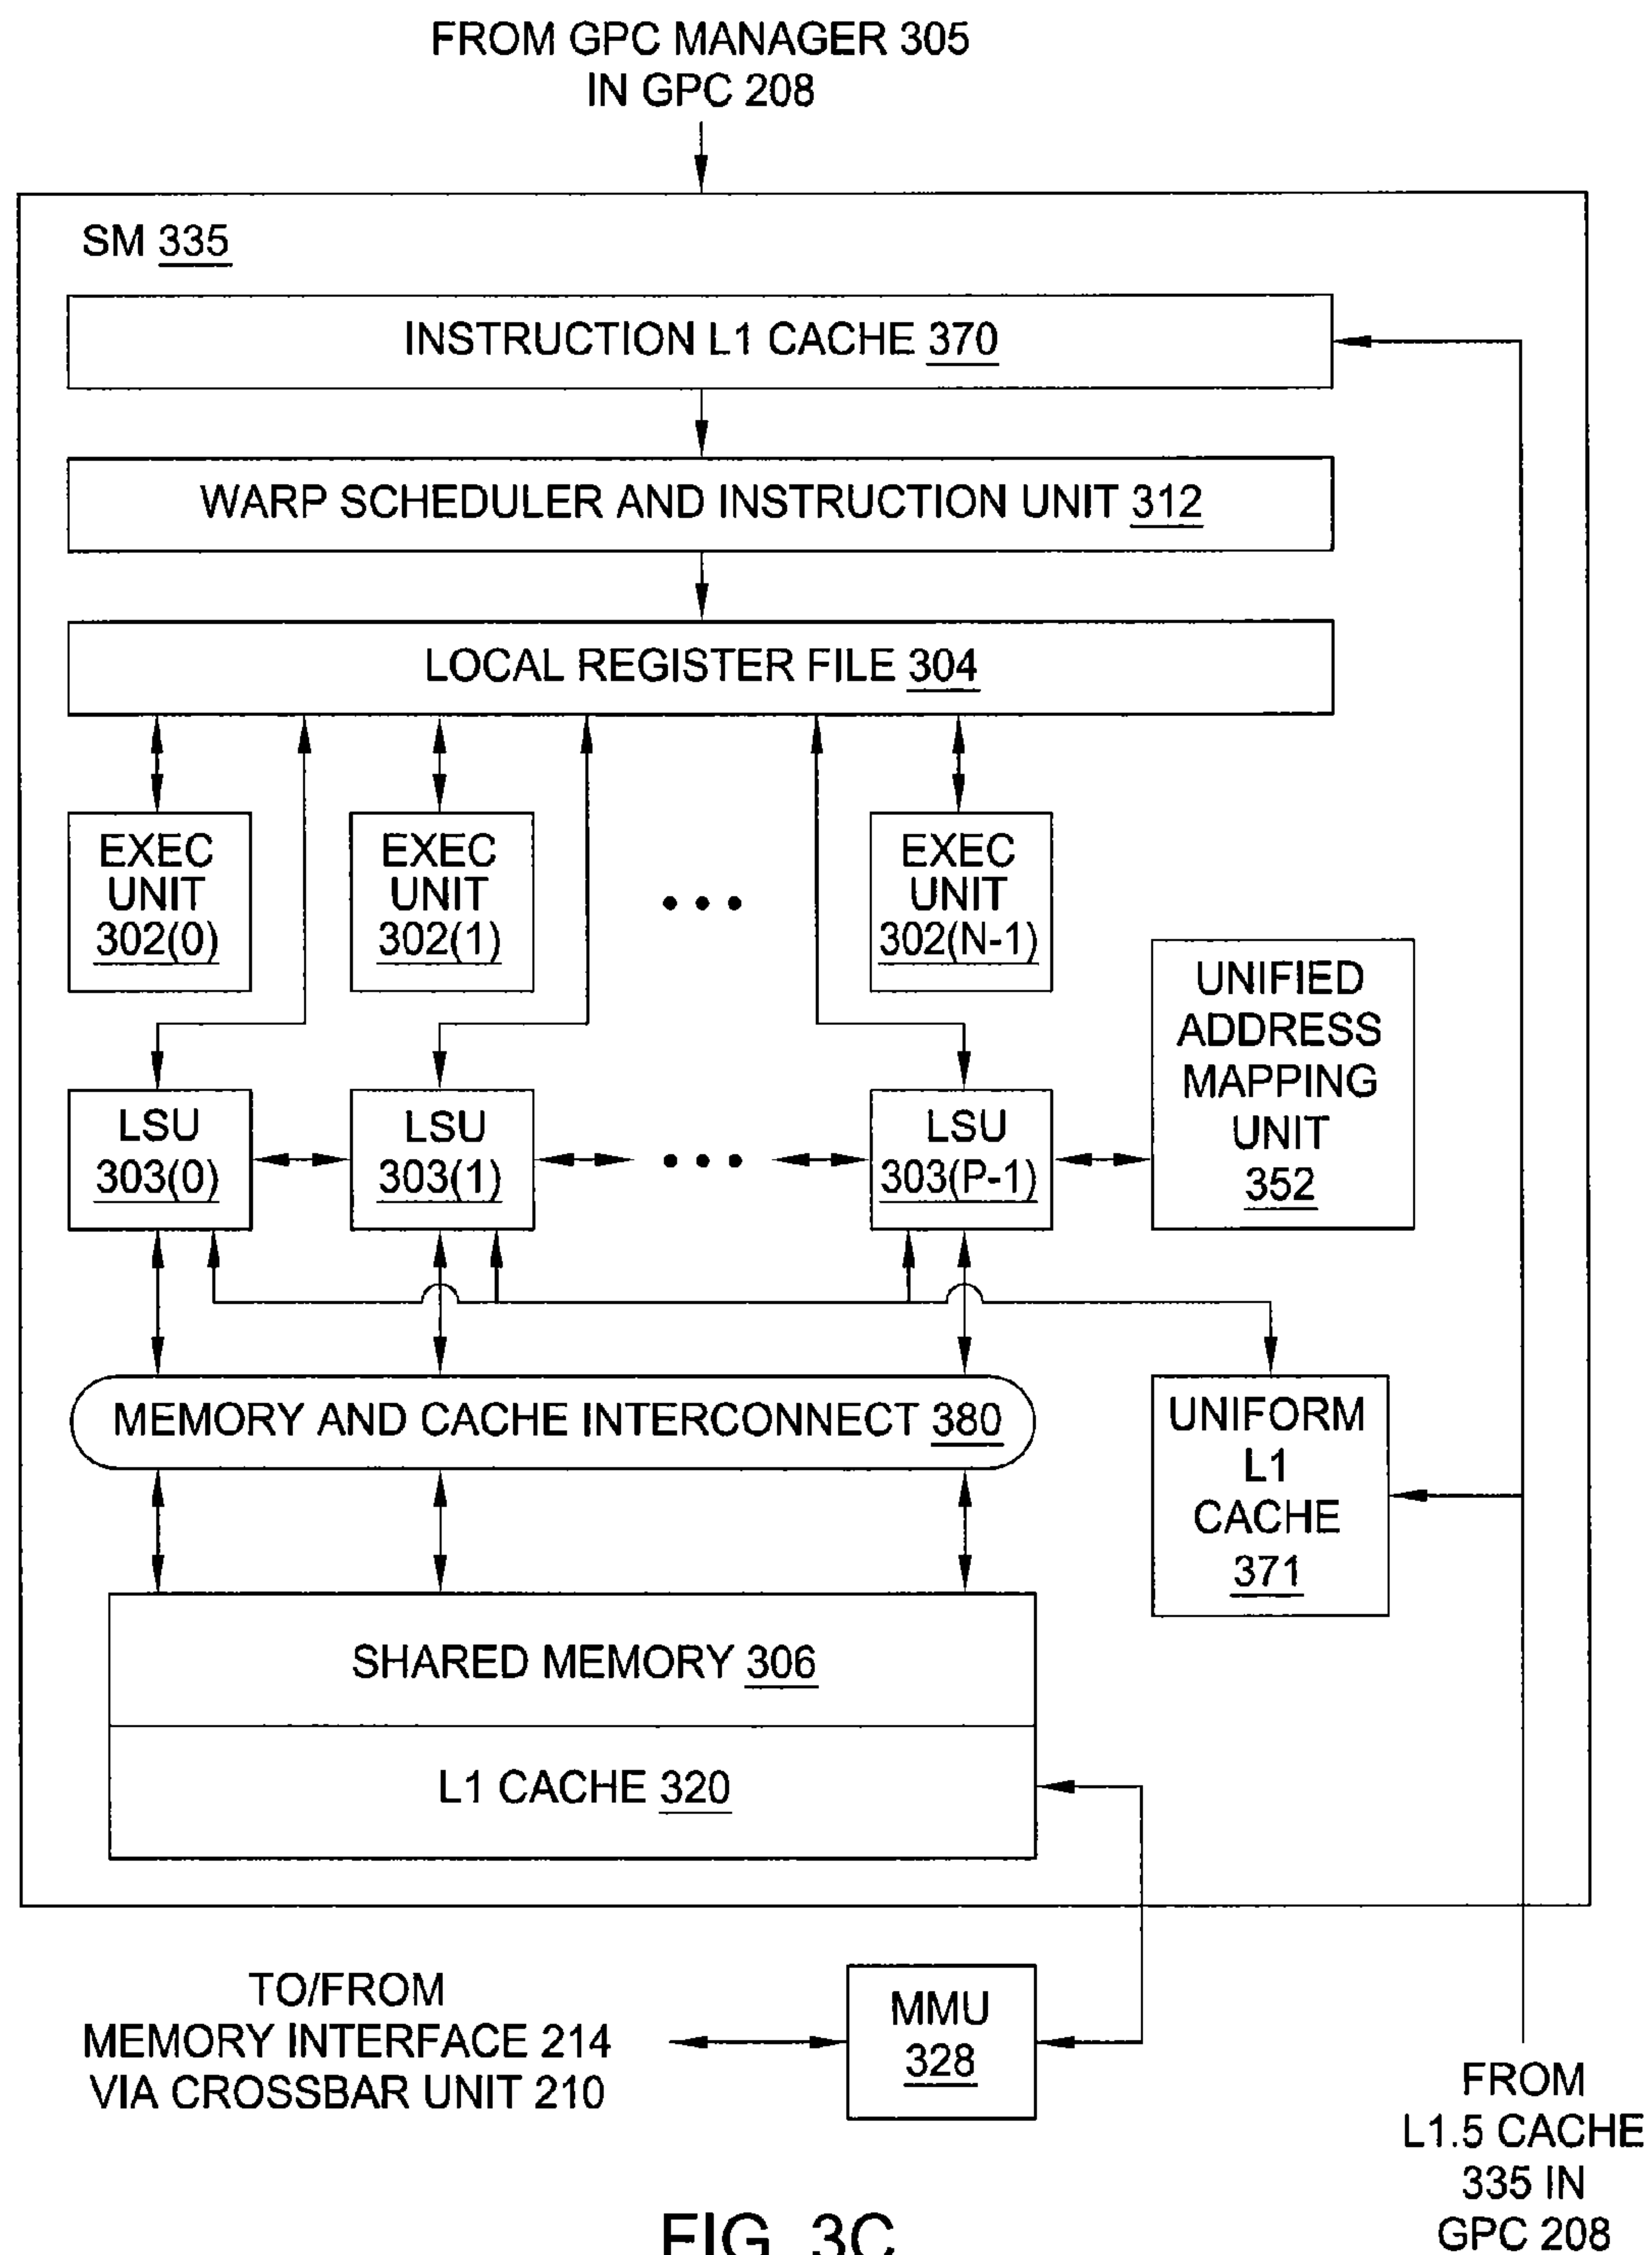 FROM GPC MANAGER 305
IN GPC 208
SM 335
INSTRUCTION L1 CACHE 370
WARP SCHEDULER AND INSTRUCTION UNIT 312
LOCAL REGISTER FILE 304
EXEC
UNIT
302(0)
EXEC
UNIT
302(1)
• • •
EXEC
UNIT
302(N-1)
UNIFIED
ADDRESS
MAPPING
UNIT
352
LSU
303(0)
LSU
303(1)
• • •
LSU
303(P-1)
MEMORY AND CACHE INTERCONNECT 380
UNIFORM
L1
CACHE
371
SHARED MEMORY 306
L1 CACHE 320
TO/FROM
MEMORY INTERFACE 214
VIA CROSSBAR UNIT 210
MMU
328
FROM
L1.5 CACHE
335 IN
GPC 208
FIG. 3C